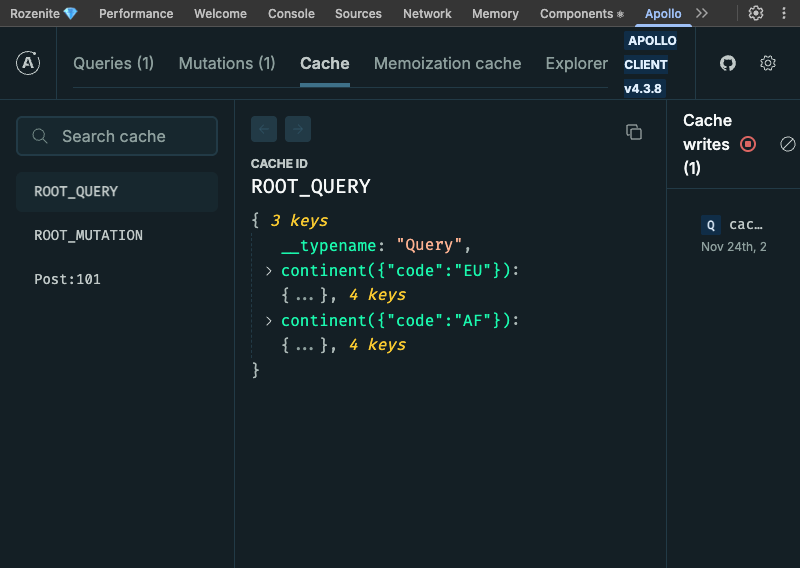 Rozenite 💎 Performance Welcome Console Sources Network Memory Components ⚛ Apollo
Queries (1) Mutations (1) Cache Memoization cache Explorer
APOLLO
CLIENT
v4.3.8
Search cache
ROOT_QUERY
ROOT_MUTATION
Post:101
CACHE ID
ROOT_QUERY
{ 3 keys
__typename: "Query",
continent({"code":"EU"}):
{...}, 4 keys
continent({"code":"AF"}):
{...}, 4 keys
}
Cache
writes
(1)
Q cac...
Nov 24th, 2